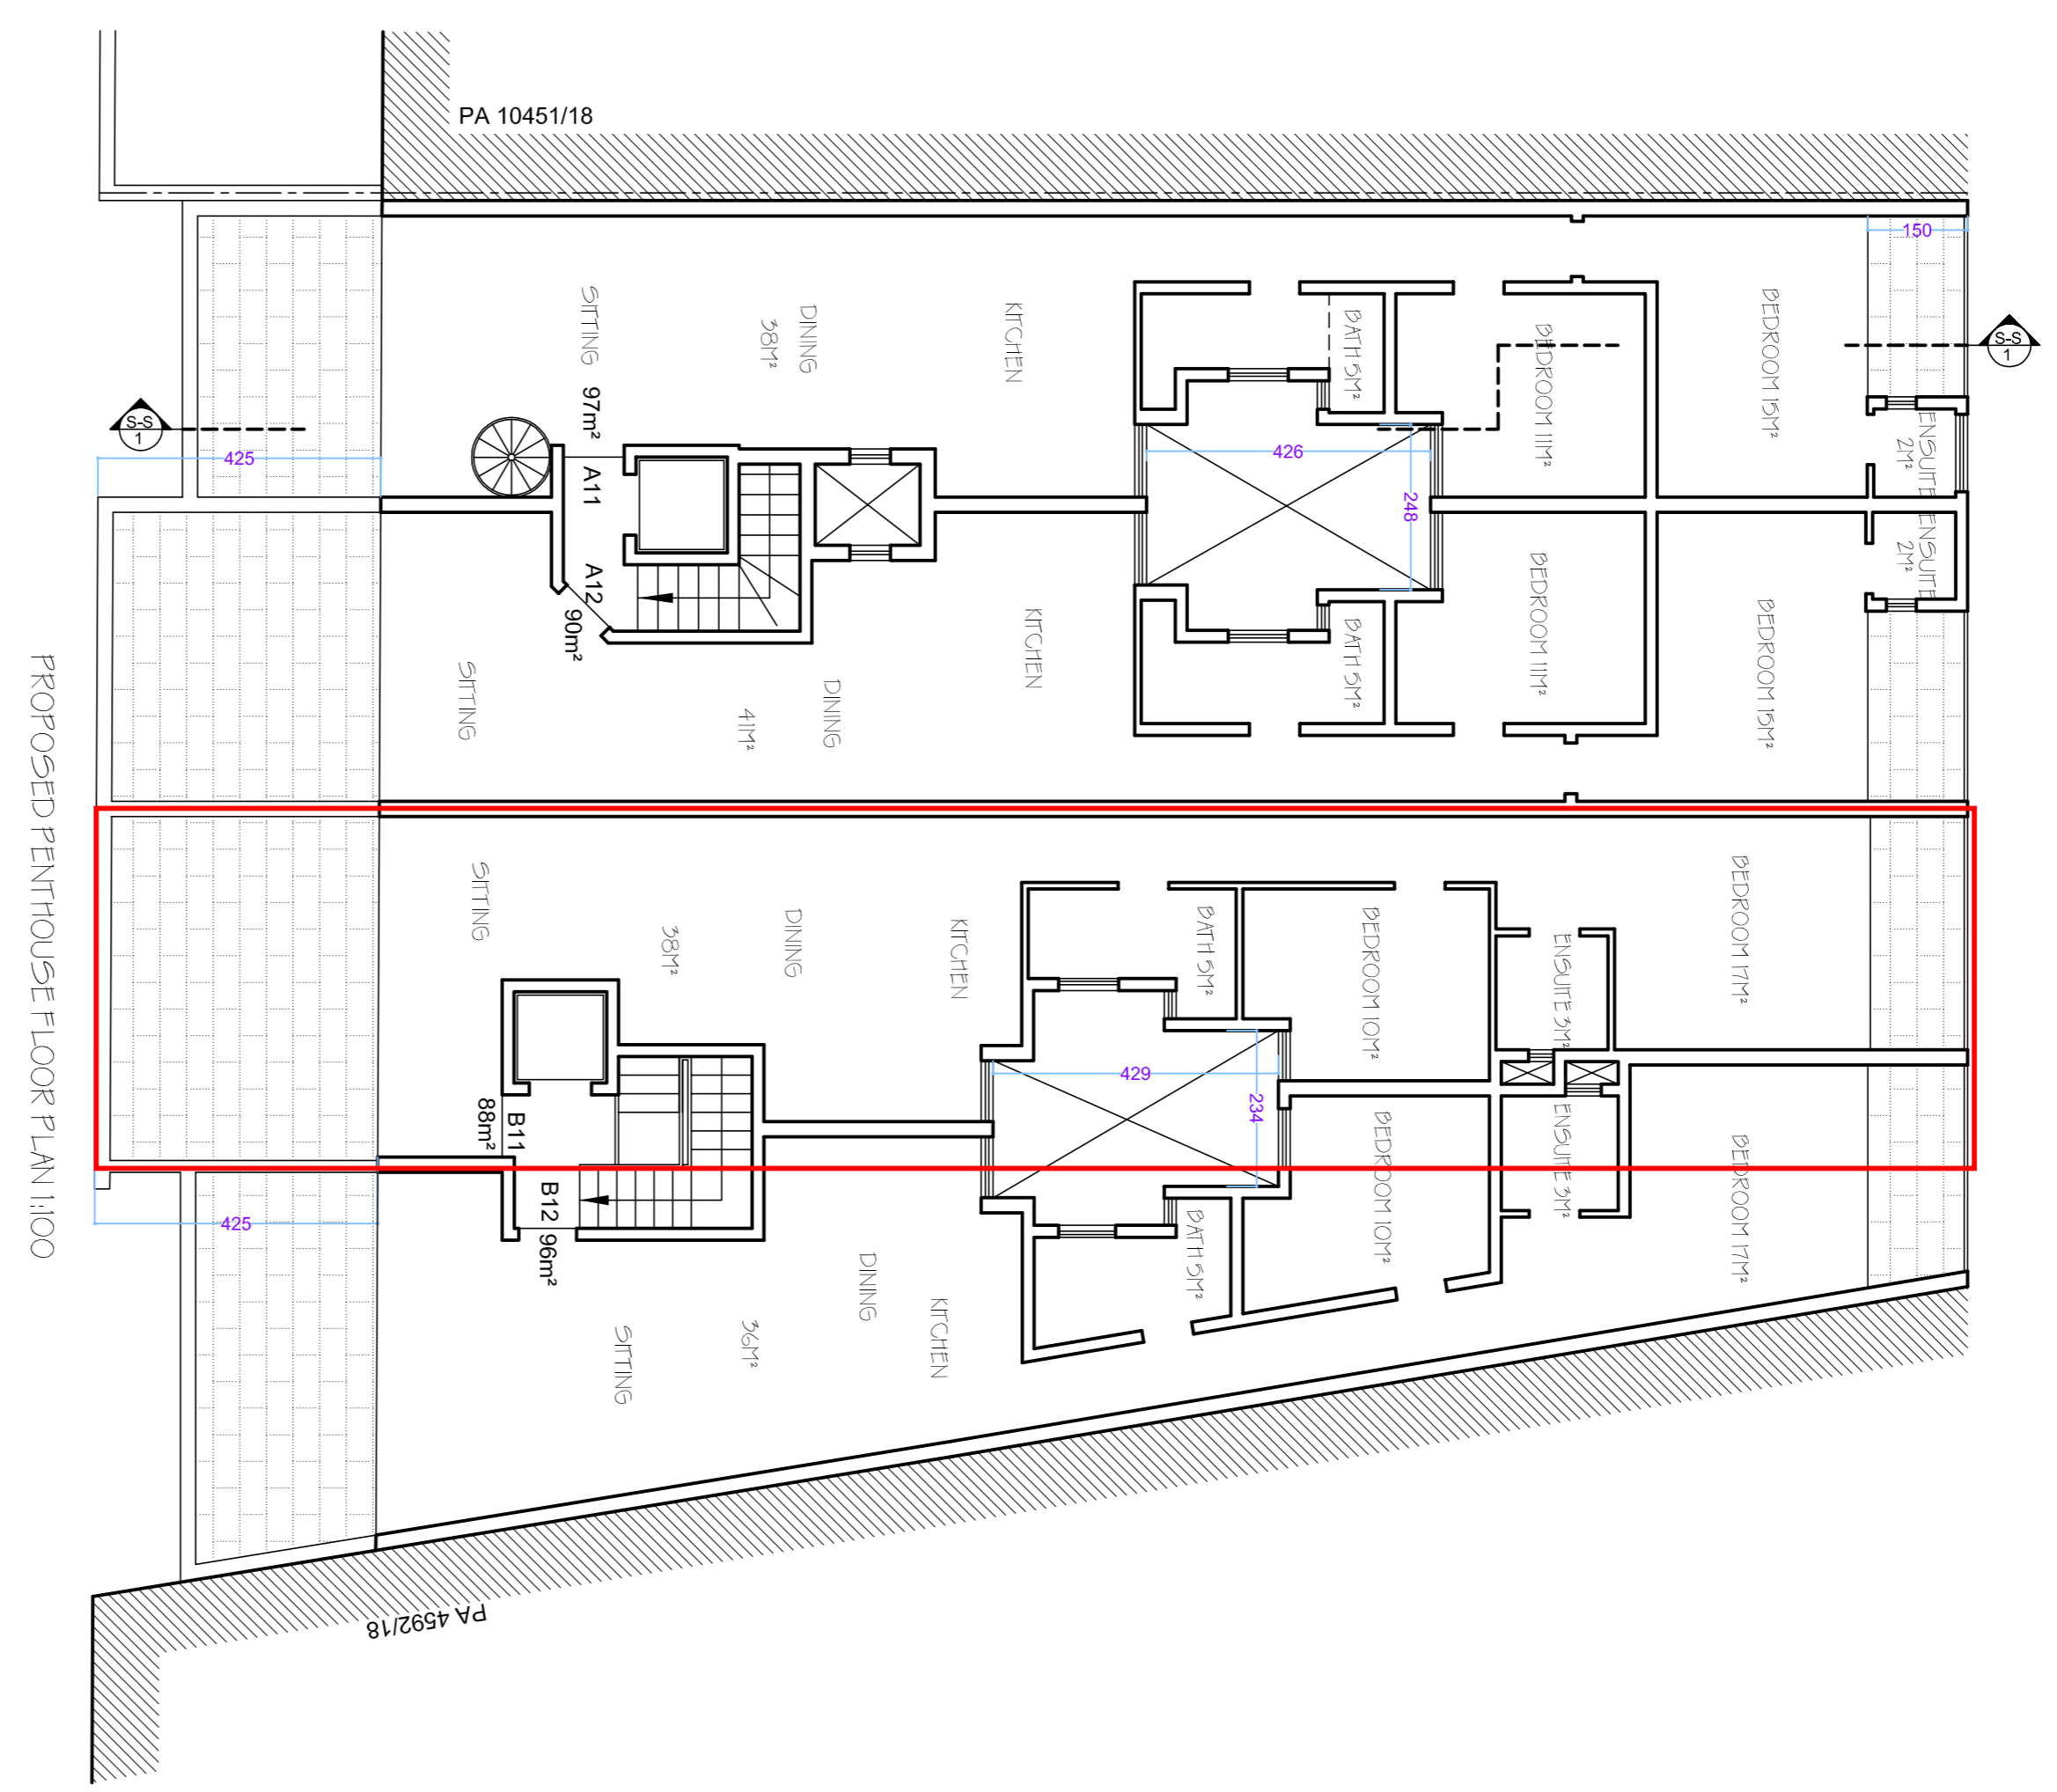 PA 10451/18
150
S-S
1
SITTING
38M²
DINING
KITCHEN
BATH 5M²
BEDROOM 11M²
BEDROOM 15M²
ENSUITE
2M²
97m²
A11
S-S
1
425
426
248
A12
90m²
SITTING
41M²
DINING
KITCHEN
BATH 5M²
BEDROOM 11M²
BEDROOM 15M²
ENSUITE
2M²
SITTING
38M²
DINING
KITCHEN
BATH 5M²
BEDROOM 10M²
ENSUITE 3M²
BEDROOM 17M²
429
234
B11
88m²
B12 96m²
425
SITTING
36M²
DINING
KITCHEN
BATH 5M²
BEDROOM 10M²
ENSUITE 3M²
BEDROOM 17M²
PA 4592/18
PROPOSED PENTHOUSE FLOOR PLAN 1:100